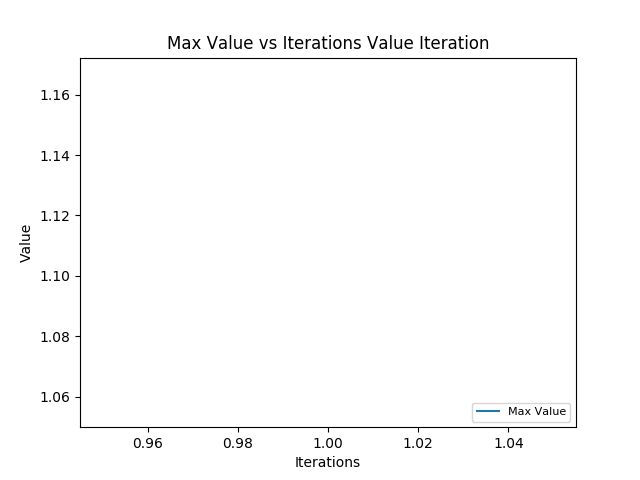 Max Value vs Iterations Value Iteration
1.16
1.14
1.12
1.10
1.08
1.06
Value
Max Value
0.96 0.98 1.00 1.02 1.04
Iterations